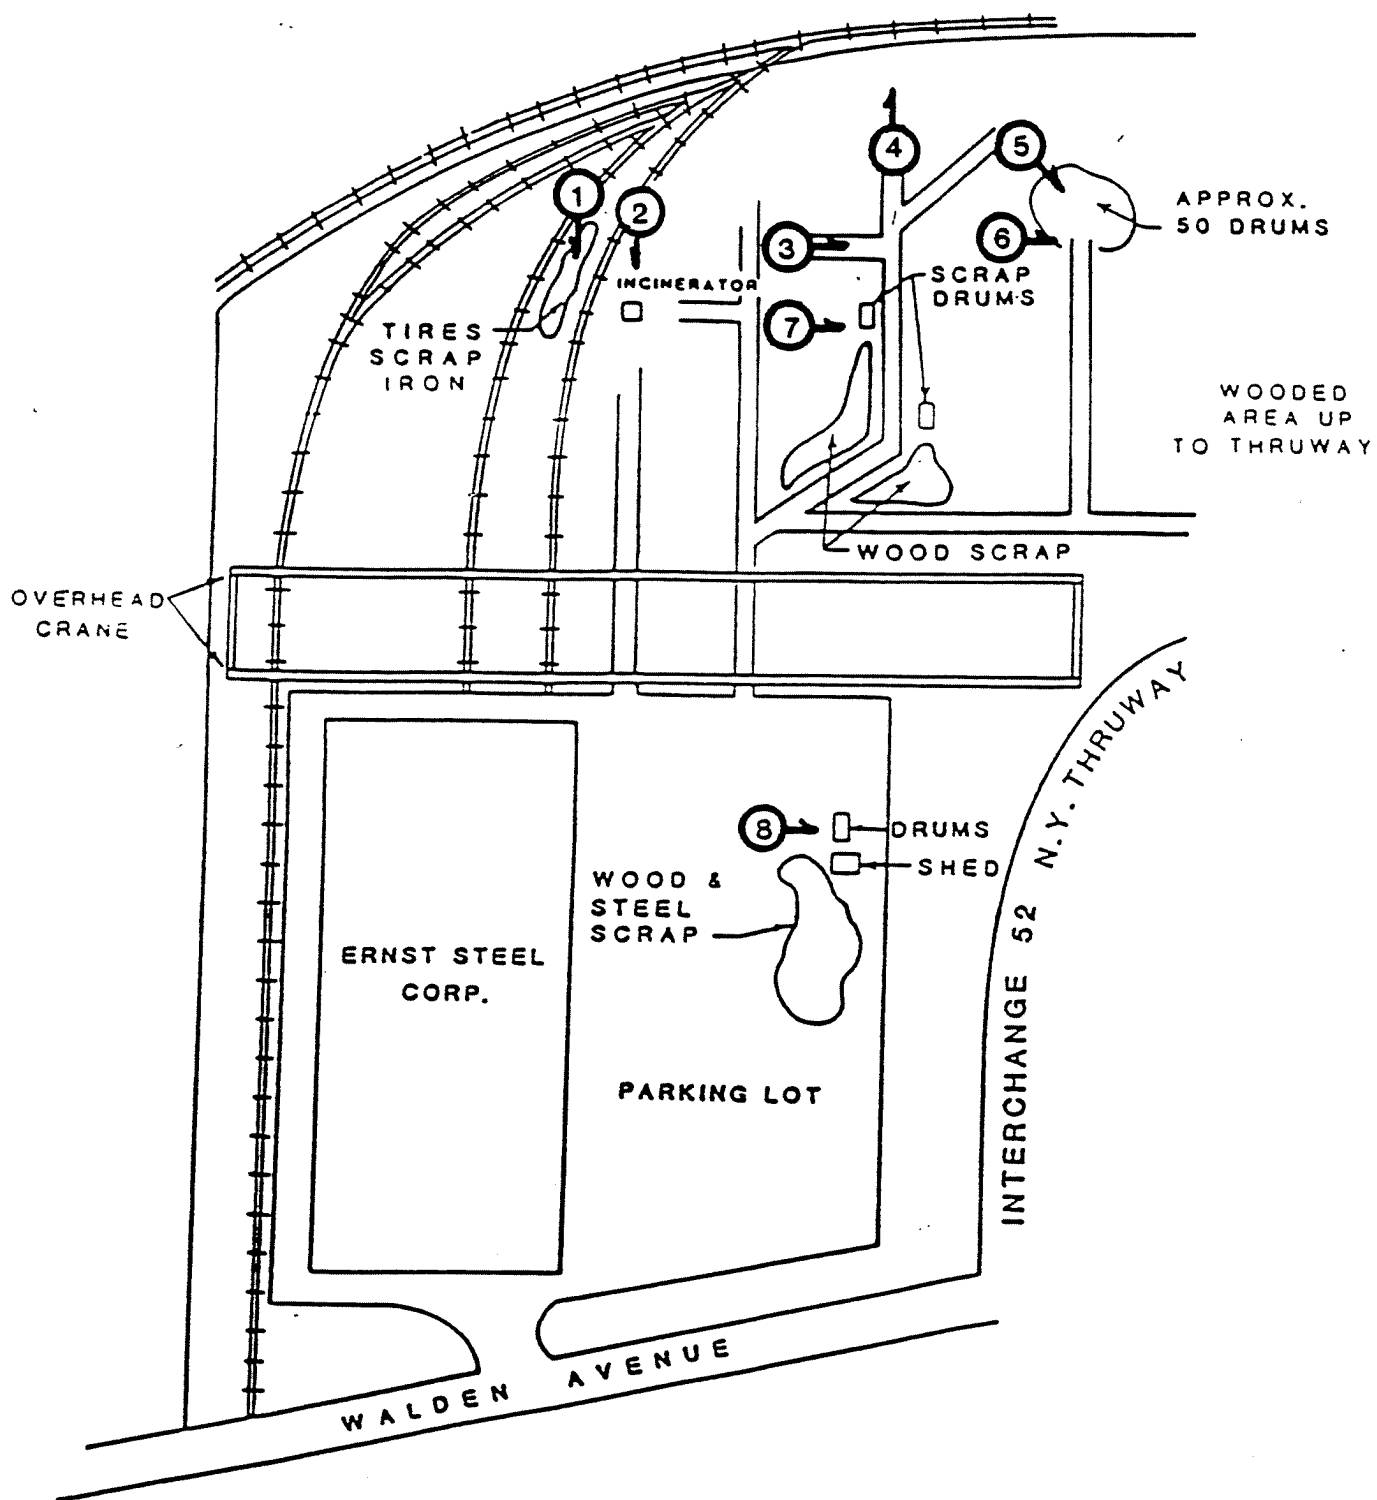 4
5
1
2
3
6
APPROX.
50 DRUMS
INCINERATOR
SCRAP
DRUMS
7
TIRES
SCRAP
IRON
WOODED
AREA UP
TO THRUWAY
WOOD SCRAP
OVERHEAD
CRANE
8
DRUMS
SHED
WOOD &
STEEL
SCRAP
ERNST STEEL
CORP.
PARKING LOT
INTERCHANGE 52 N.Y. THRUWAY
WALDEN AVENUE